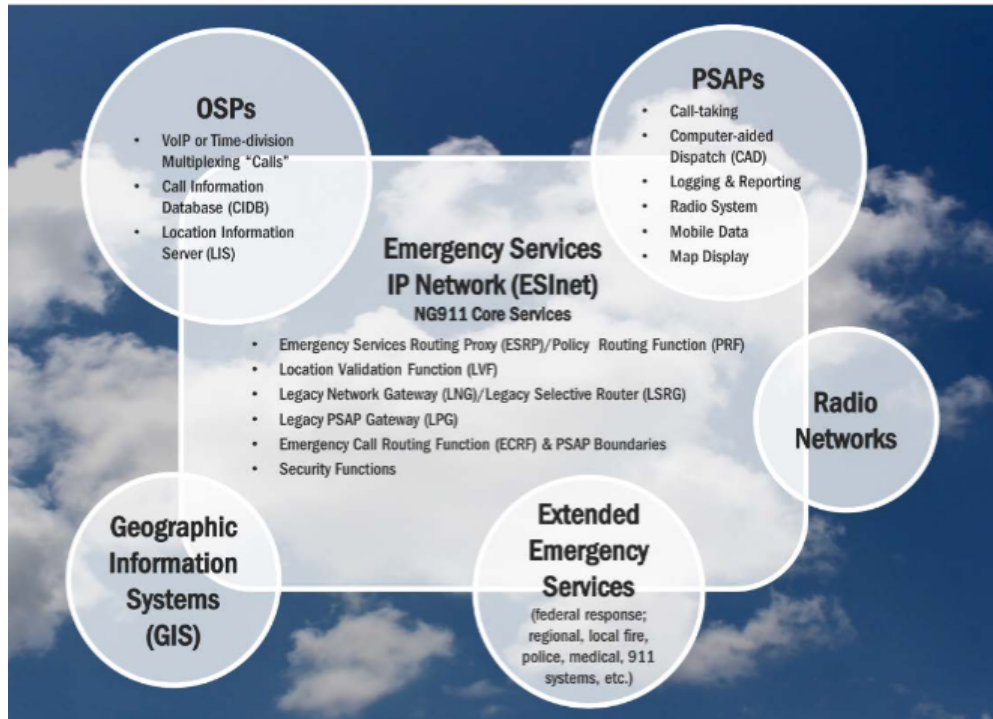 OSPs
• VoIP or Time-division
Multiplexing “Calls”
• Call Information
Database (CIDB)
• Location Information
Server (LIS)
PSAPs
• Call-taking
• Computer-aided
Dispatch (CAD)
• Logging & Reporting
• Radio System
• Mobile Data
• Map Display
Emergency Services
IP Network (ESInet)
NG911 Core Services
• Emergency Services Routing Proxy (ESRP)/Policy Routing Function (PRF)
• Location Validation Function (LVF)
• Legacy Network Gateway (LNG)/Legacy Selective Router (LSRG)
• Legacy PSAP Gateway (LPG)
• Emergency Call Routing Function (ECRF) & PSAP Boundaries
• Security Functions
Radio
Networks
Geographic
Information
Systems
(GIS)
Extended
Emergency
Services
(federal response;
regional, local fire,
police, medical, 911
systems, etc.)